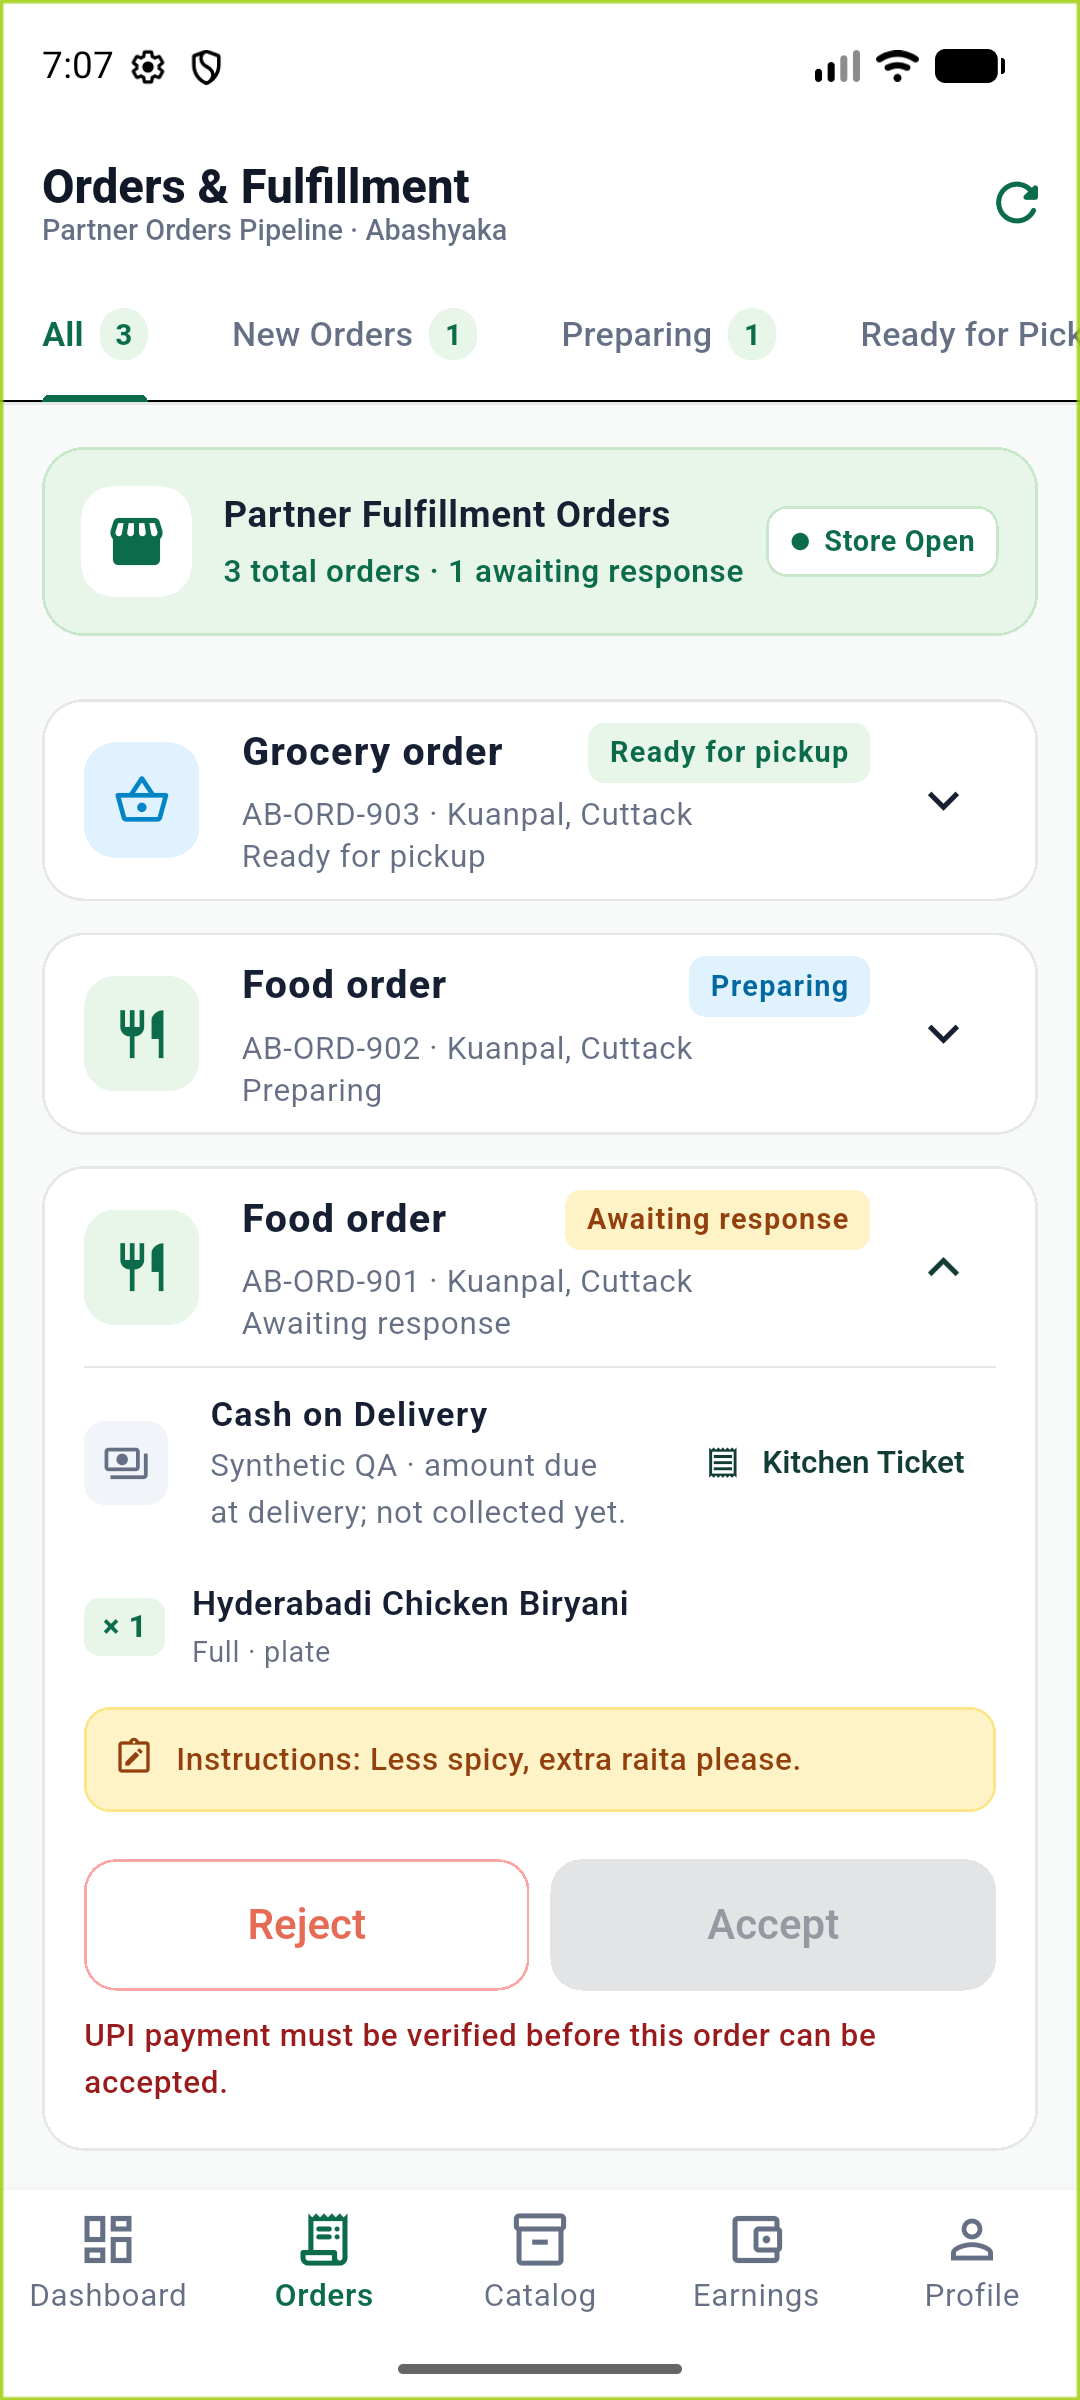 7:07
Orders & Fulfillment
Partner Orders Pipeline · Abashyaka
All 3 New Orders 1 Preparing 1 Ready for Pick
Partner Fulfillment Orders
3 total orders · 1 awaiting response
Store Open
Grocery order
Ready for pickup
AB-ORD-903 · Kuanpal, Cuttack
Ready for pickup
Food order
Preparing
AB-ORD-902 · Kuanpal, Cuttack
Preparing
Food order
Awaiting response
AB-ORD-901 · Kuanpal, Cuttack
Awaiting response
Cash on Delivery
Synthetic QA · amount due
at delivery; not collected yet.
Kitchen Ticket
× 1
Hyderabadi Chicken Biryani
Full · plate
Instructions: Less spicy, extra raita please.
Reject Accept
UPI payment must be verified before this order can be
accepted.
Dashboard Orders Catalog Earnings Profile